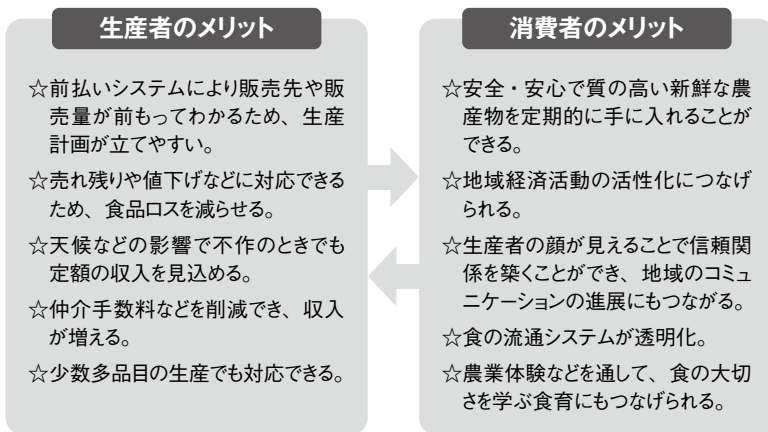 生産者のメリット
☆前払いシステムにより販売先や販
売量が前もってわかるため、生産
計画が立てやすい。
☆売れ残りや値下げなどに対応できる
ため、食品ロスを減らせる。
☆天候などの影響で不作のときでも
定額の収入を見込める。
☆仲介手数料などを削減でき、収入
が増える。
☆少数多品目の生産でも対応できる。
消費者のメリット
☆安全・安心で質の高い新鮮な農
産物を定期的に手に入れることが
できる。
☆地域経済活動の活性化につなげ
られる。
☆生産者の顔が見えることで信頼関
係を築くことができ、地域のコミュ
ニケーションの進展にもつながる。
☆食の流通システムが透明化。
☆農業体験などを通して、食の大切
さを学ぶ食育にもつなげられる。